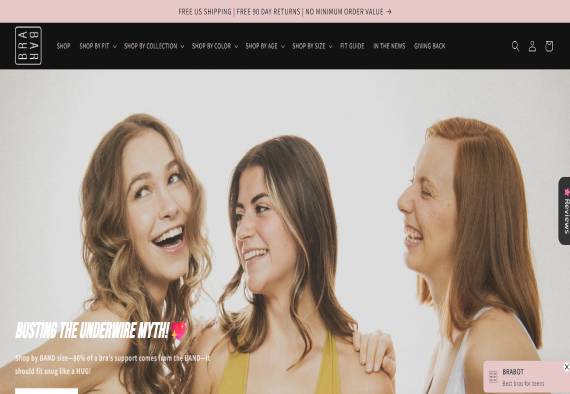 FREE US SHIPPING | FREE 90 DAY RETURNS | NO MINIMUM ORDER VALUE →
BRA BAR
SHOP SHOP BY FIT SHOP BY COLLECTION SHOP BY COLOR SHOP BY AGE SHOP BY SIZE FIT GUIDE IN THE NEWS GIVING BACK
Reviews
BUSTING THE UNDERWIRE MYTH! 💖
Shop by BAND size—80% of a bra's support comes from the BAND—it
should fit snug like a HUG!
X
BRABOT
Best bras for teens